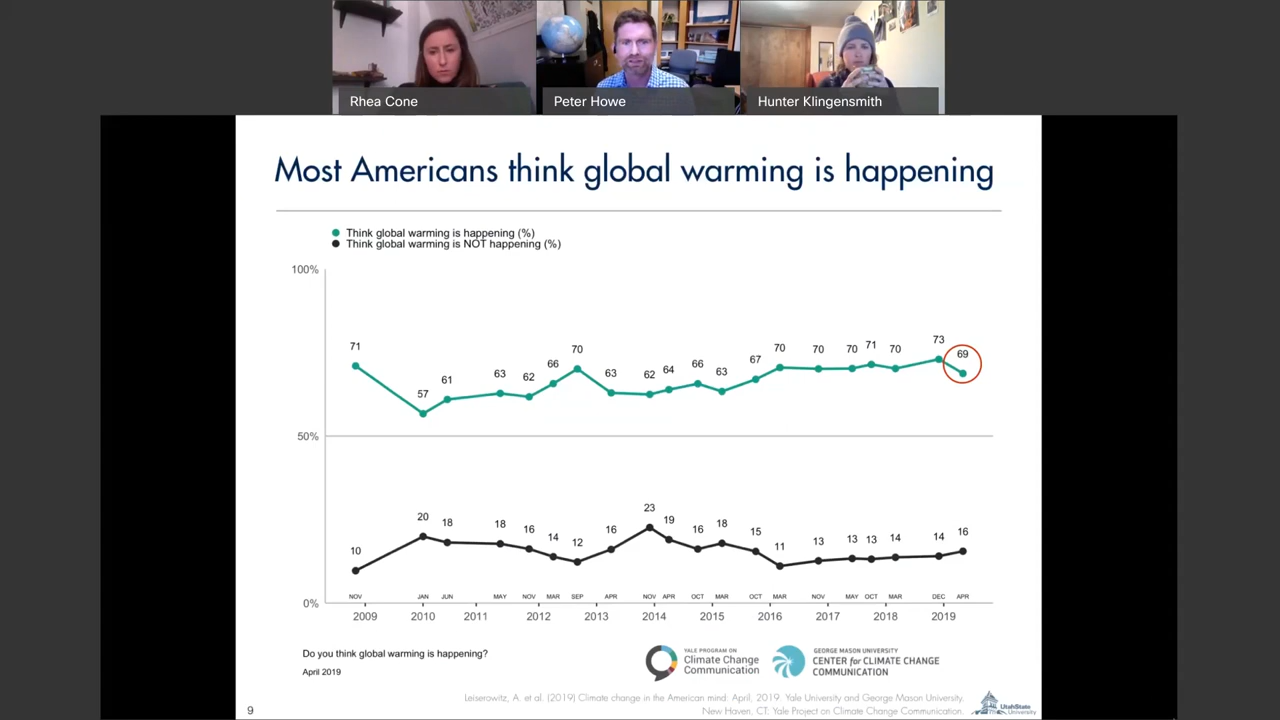 Rhea Cone
Peter Howe
Hunter Klingensmith
Most Americans think global warming is happening
Think global warming is happening (%)
Think global warming is NOT happening (%)
100%
71 57 61 63 62 66 70 63 62 64 66 63 67 70 70 70 71 70 73 69
50%
10 20 18 18 16 14 12 16 23 19 16 18 15 11 13 13 13 14 14 16
0%
NOV JAN JUN MAY NOV MAR SEP APR NOV APR OCT MAR OCT MAR NOV MAY OCT MAR DEC APR
2009 2010 2011 2012 2013 2014 2015 2016 2017 2018 2019
Do you think global warming is happening?
April 2019
YALE PROGRAM ON
Climate Change
Communication
GEORGE MASON UNIVERSITY
CENTER for CLIMATE CHANGE
COMMUNICATION
Leiserowitz, A. et al. (2019) Climate change in the American mind: April, 2019. Yale University and George Mason University.
New Haven, CT: Yale Project on Climate Change Communication.
UtahState
University
9